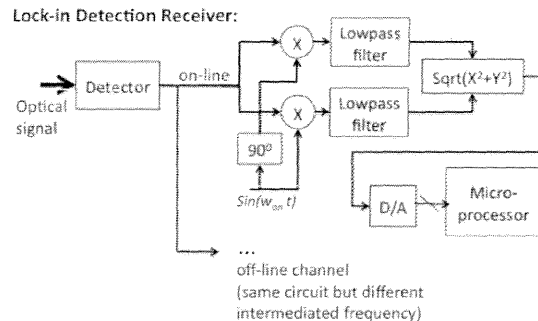 Lock-in Detection Receiver:
Lowpass
filter
X
Detector
on-line
Sqrt(X²+Y²)
Optical
signal
X
Lowpass
filter
90⁰
Sin(w_on t)
D/A
Micro-
processor
...
off-line channel
(same circuit but different
intermediated frequency)